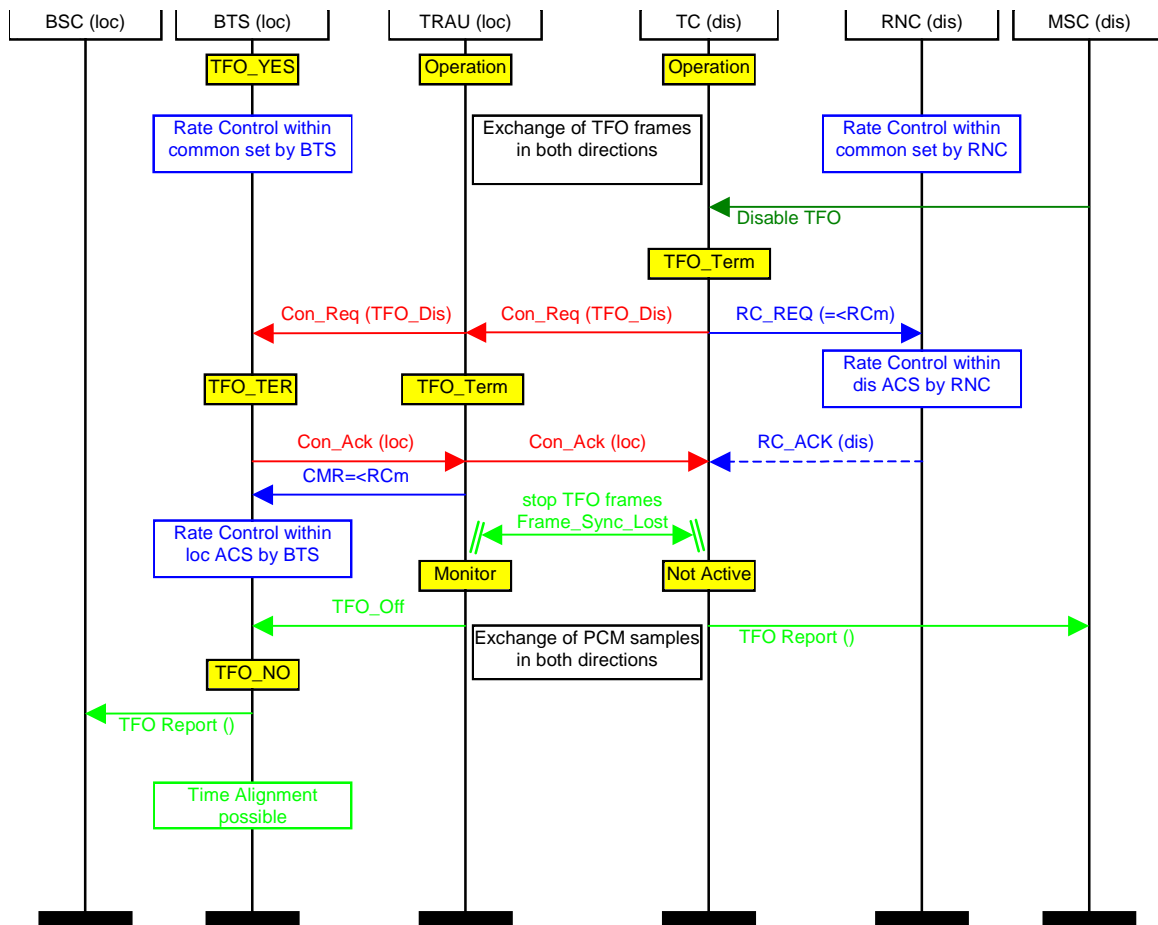 BSC (loc)
BTS (loc)
TRAU (loc)
TC (dis)
RNC (dis)
MSC (dis)
TFO_YES
Operation
Operation
Rate Control within
common set by BTS
Exchange of TFO frames
in both directions
Rate Control within
common set by RNC
Disable TFO
TFO_Term
Con_Req (TFO_Dis)
Con_Req (TFO_Dis)
RC_REQ (=<RCm)
TFO_TER
TFO_Term
Rate Control within
dis ACS by RNC
Con_Ack (loc)
Con_Ack (loc)
RC_ACK (dis)
CMR=<RCm
stop TFO frames
Frame_Sync_Lost
Rate Control within
loc ACS by BTS
Monitor
Not Active
TFO_Off
Exchange of PCM samples
in both directions
TFO Report ()
TFO_NO
TFO Report ()
Time Alignment
possible